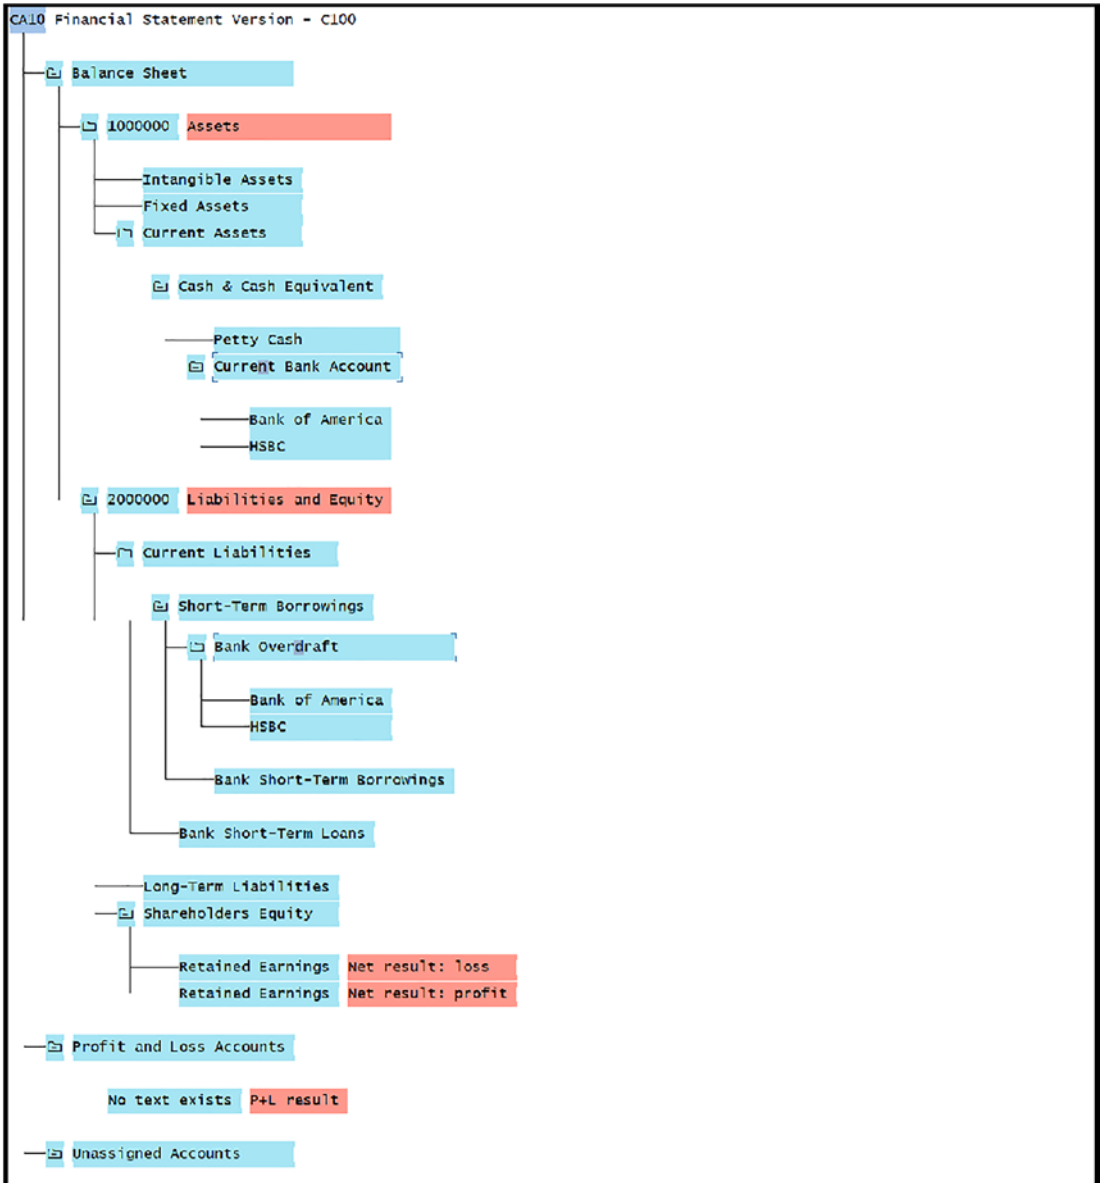 CA10 Financial Statement Version - C100
Balance Sheet
1000000 Assets
Intangible Assets
Fixed Assets
Current Assets
Cash & Cash Equivalent
Petty Cash
Current Bank Account
Bank of America
HSBC
2000000 Liabilities and Equity
Current Liabilities
Short-Term Borrowings
Bank Overdraft
Bank of America
HSBC
Bank Short-Term Borrowings
Bank Short-Term Loans
Long-Term Liabilities
Shareholders Equity
Retained Earnings Net result: loss
Retained Earnings Net result: profit
Profit and Loss Accounts
No text exists P+L result
Unassigned Accounts